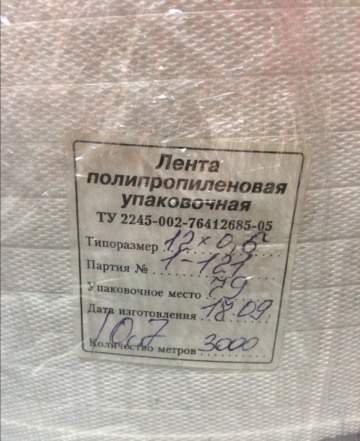 Лента
полипропиленовая
упаковочная
ТУ 2245-002-76412685-05
Типоразмер 12×0,6
Партия № 1-121
Упаковочное место 79
Дата изготовления 18.09.
10.7
Количество метров 3000